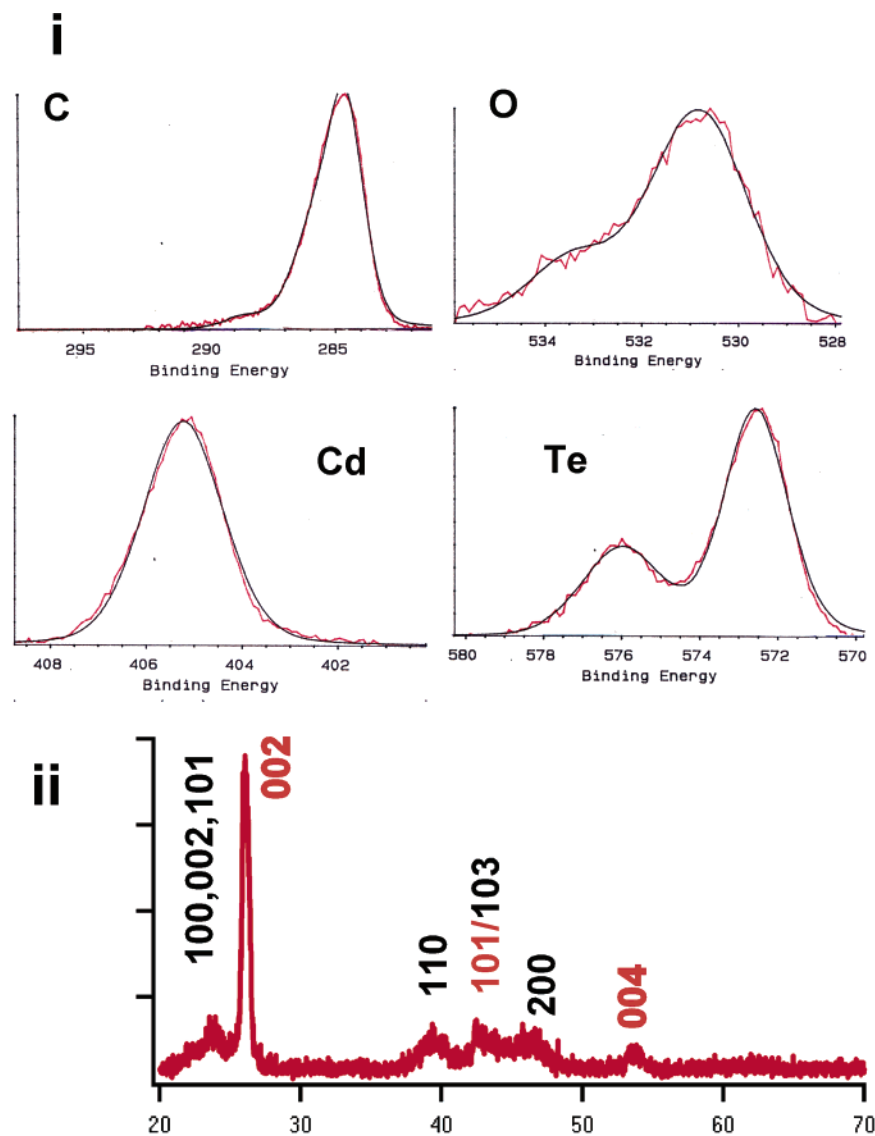 i
C
O
295 290 285
Binding Energy
534 532 530 528
Binding Energy
Cd
Te
408 406 404 402
Binding Energy
580 578 576 574 572 570
Binding Energy
ii
100,002,101
002
110
101/103
200
004
20 30 40 50 60 70